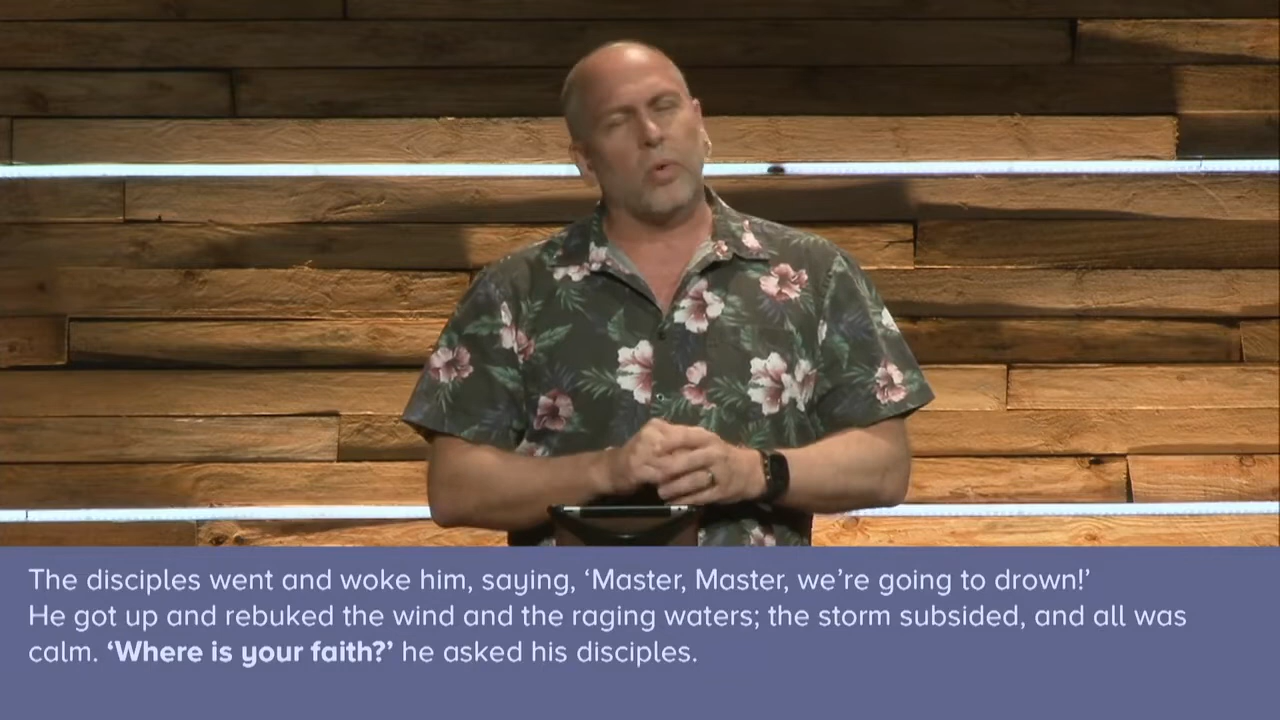 The disciples went and woke him, saying, ‘Master, Master, we’re going to drown!’
He got up and rebuked the wind and the raging waters; the storm subsided, and all was
calm. ‘Where is your faith?’ he asked his disciples.